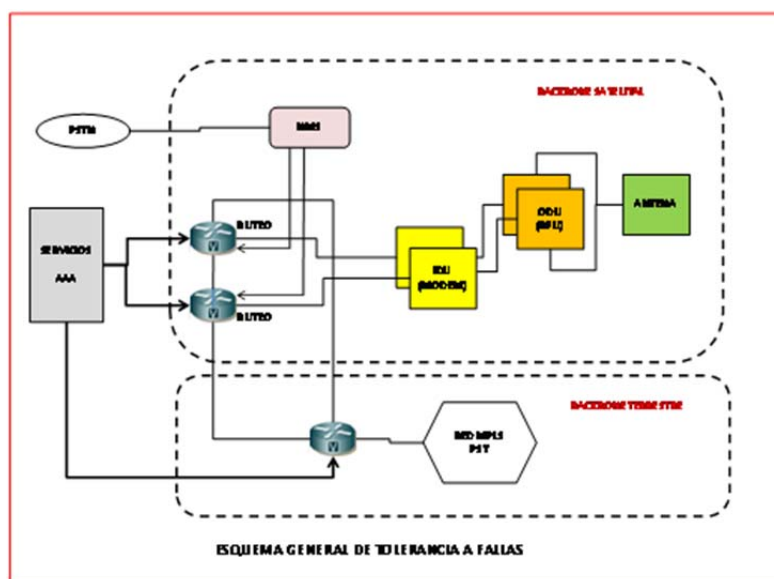 BACKBONE SATELITAL
PSTN
ANTENA
ODU
(RFU)
RUTEO
SERVICIOS
AAA
IDU
(MODEM)
RUTEO
BACKBONE TERRESTRE
RED MPLS
ESQUEMA GENERAL DE TOLERANCIA A FALLAS